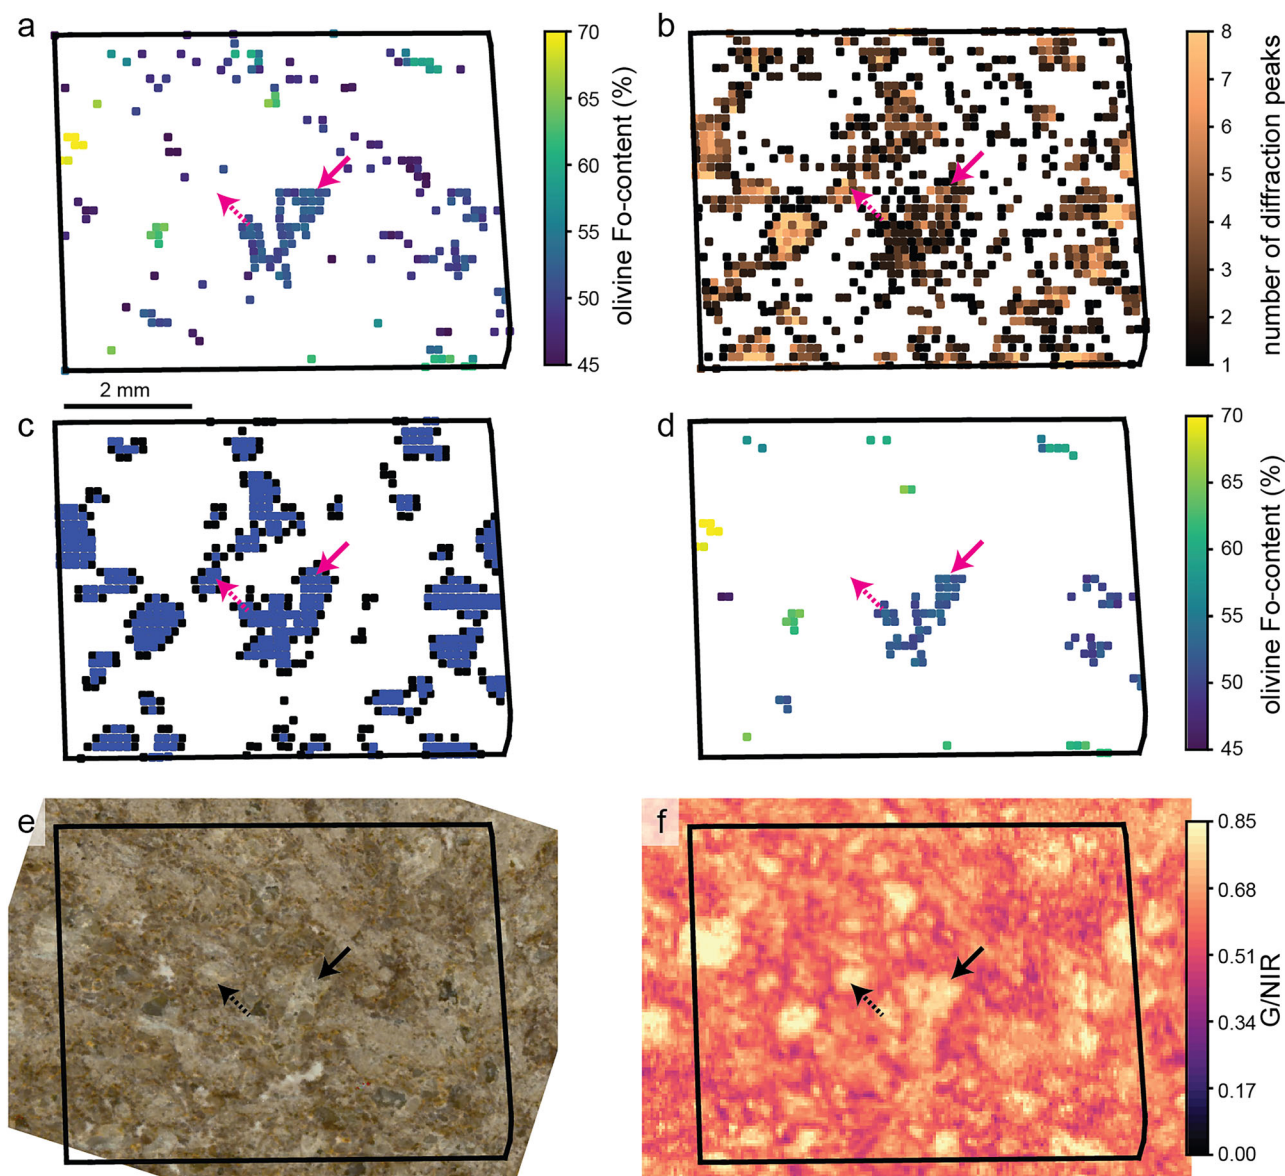 a
70
65
60
55
50
45
olivine Fo-content (%)
b
8
7
6
5
4
3
2
1
number of diffraction peaks
2 mm
c
d
70
65
60
55
50
45
olivine Fo-content (%)
e
f
0.85
0.68
0.51
0.34
0.17
0.00
G/NIR